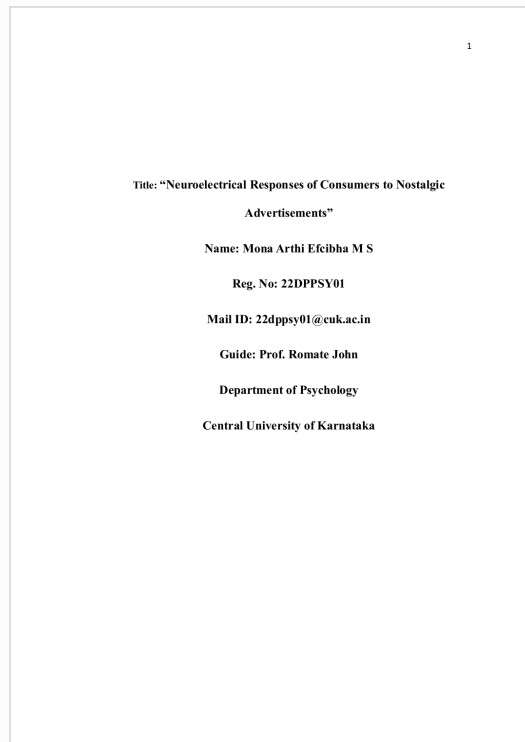 1
Title: “Neuroelectrical Responses of Consumers to Nostalgic
Advertisements”
Name: Mona Arthi Efcibha M S
Reg. No: 22DPPSY01
Mail ID: 22dppsy01@cuk.ac.in
Guide: Prof. Romate John
Department of Psychology
Central University of Karnataka